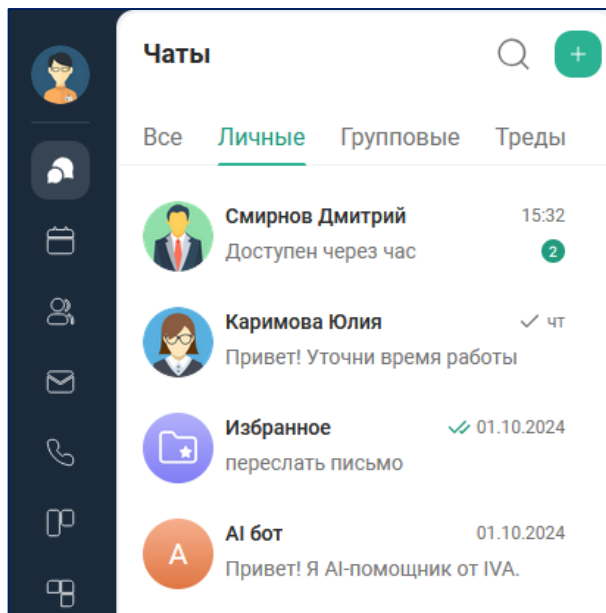 Чаты
Все Личные Групповые Треды
Смирнов Дмитрий 15:32
Доступен через час 2
Каримова Юлия чт
Привет! Уточни время работы
Избранное 01.10.2024
переслать письмо
A
AI бот 01.10.2024
Привет! Я AI-помощник от IVA.